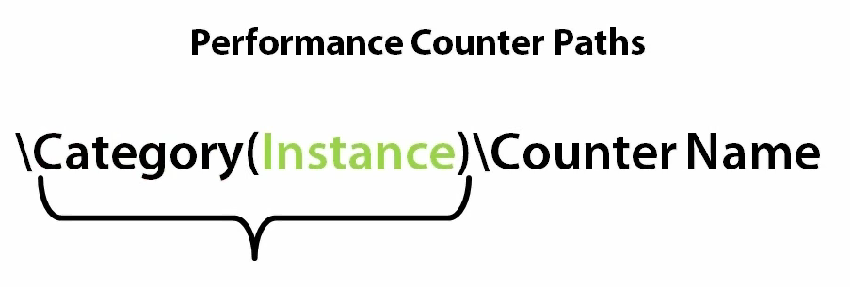 Performance Counter Paths
\Category(Instance)\Counter Name